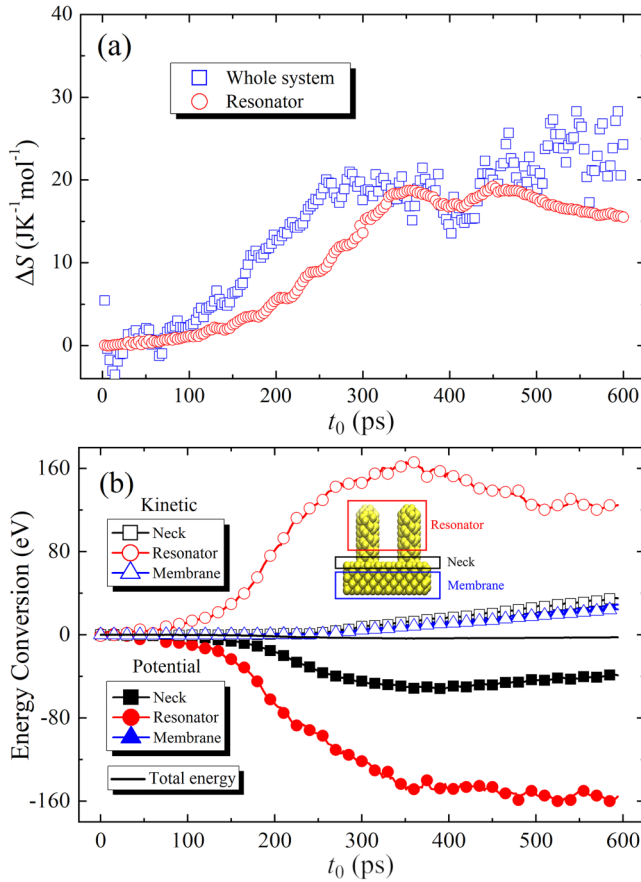 (a)
40
30
20
10
0
ΔS (JK⁻¹mol⁻¹)
Whole system
Resonator
0 100 200 300 400 500 600
t₀ (ps)
(b)
160
80
0
-80
-160
Energy Conversion (eV)
Kinetic
Neck
Resonator
Membrane
Resonator
Neck
Membrane
Potential
Neck
Resonator
Membrane
Total energy
0 100 200 300 400 500 600
t₀ (ps)